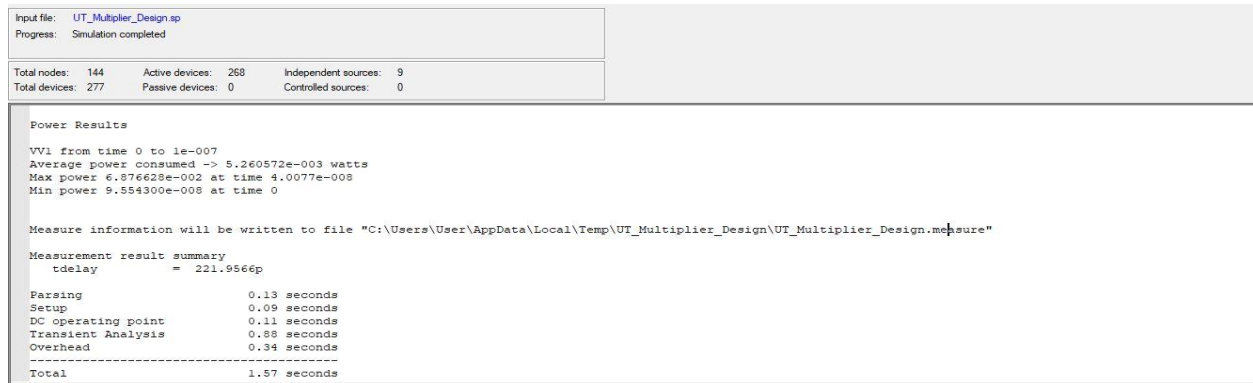 Input file: UT_Multiplier_Design.sp
Progress: Simulation completed
Total nodes: 144 Active devices: 268 Independent sources: 9
Total devices: 277 Passive devices: 0 Controlled sources: 0
Power Results
VV1 from time 0 to 1e-007
Average power consumed -> 5.260572e-003 watts
Max power 6.876628e-002 at time 4.0077e-008
Min power 9.554300e-008 at time 0
Measure information will be written to file "C:\Users\User\AppData\Local\Temp\UT_Multiplier_Design\UT_Multiplier_Design.measure"
Measurement result summary
tdelay = 221.9566p
Parsing 0.13 seconds
Setup 0.09 seconds
DC operating point 0.11 seconds
Transient Analysis 0.88 seconds
Overhead 0.34 seconds
-----------------------------------------
Total 1.57 seconds